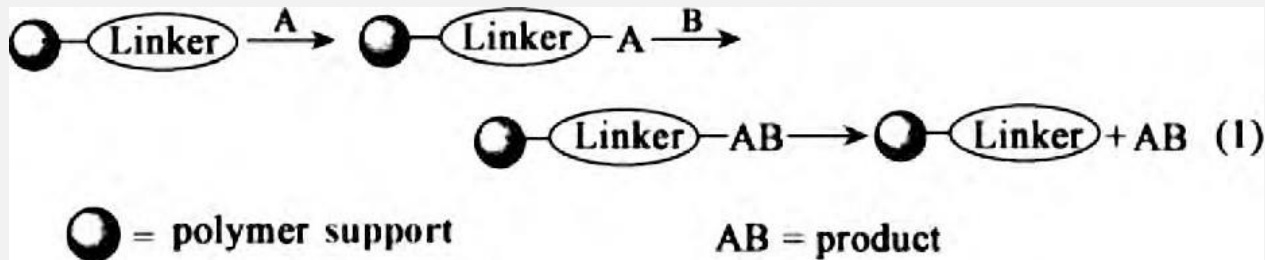 Linker A Linker A B
Linker AB Linker + AB (1)
= polymer support AB = product